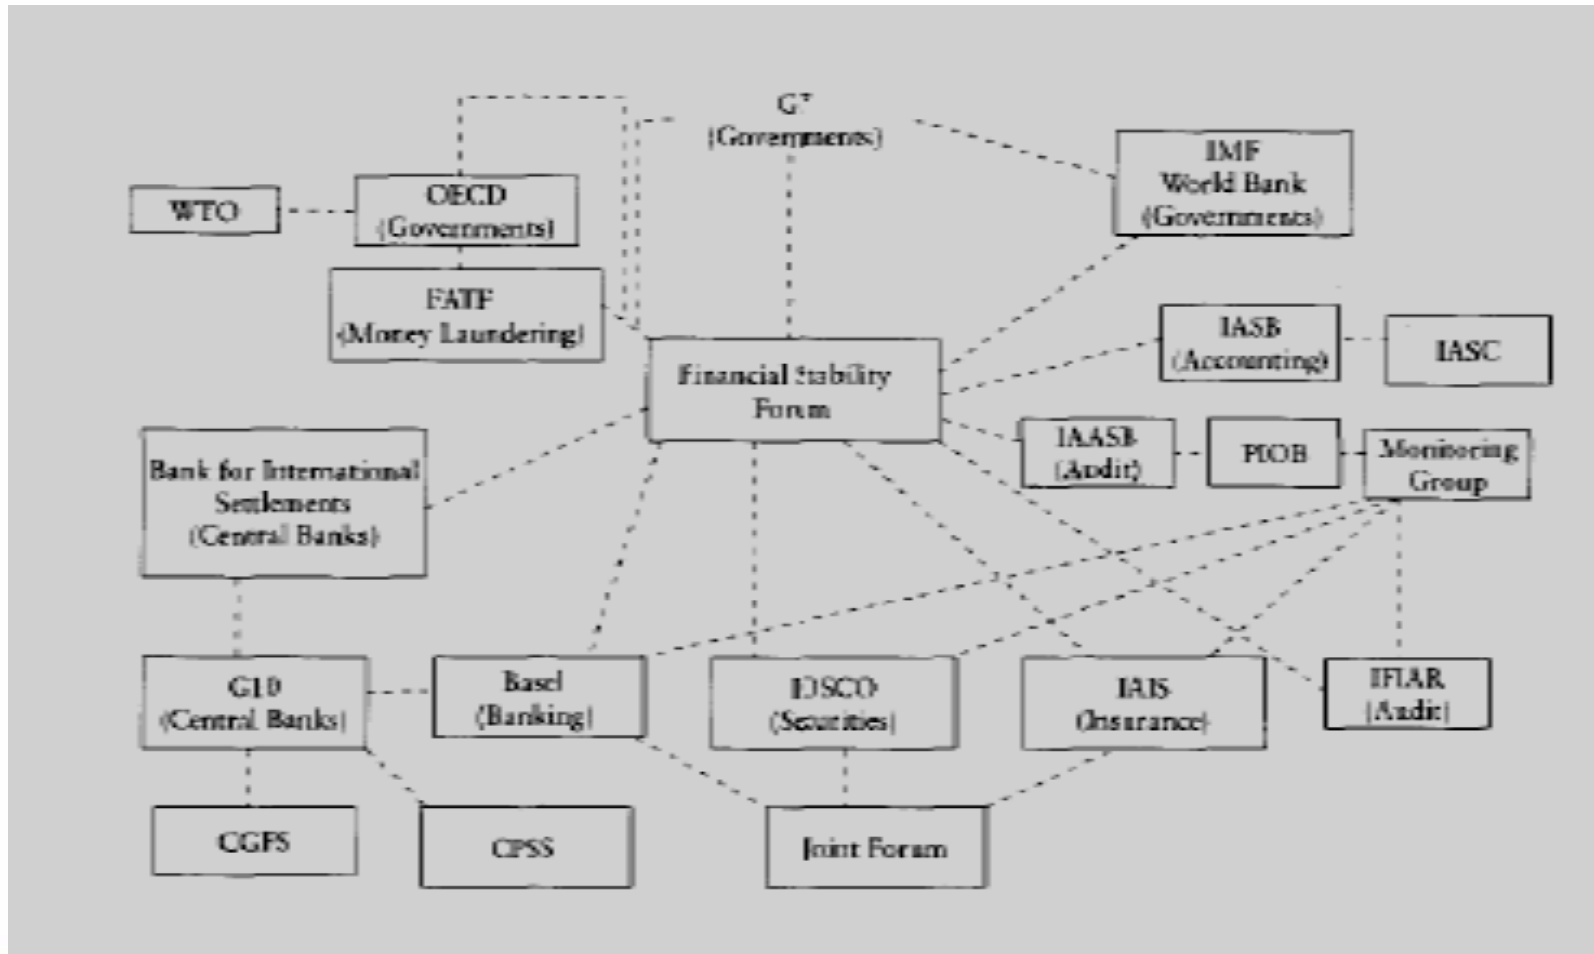 G7
(Governments)
IMF
World Bank
(Governments)
WTO
OECD
(Governments)
FATF
(Money Laundering)
IASB
(Accounting)
IASC
Financial Stability
Forum
IAASB
(Audit)
PIOB
Monitoring
Group
Bank for International
Settlements
(Central Banks)
G10
(Central Banks)
Basel
(Banking)
IOSCO
(Securities)
IAIS
(Insurance)
IFIAR
(Audit)
CGFS
CPSS
Joint Forum